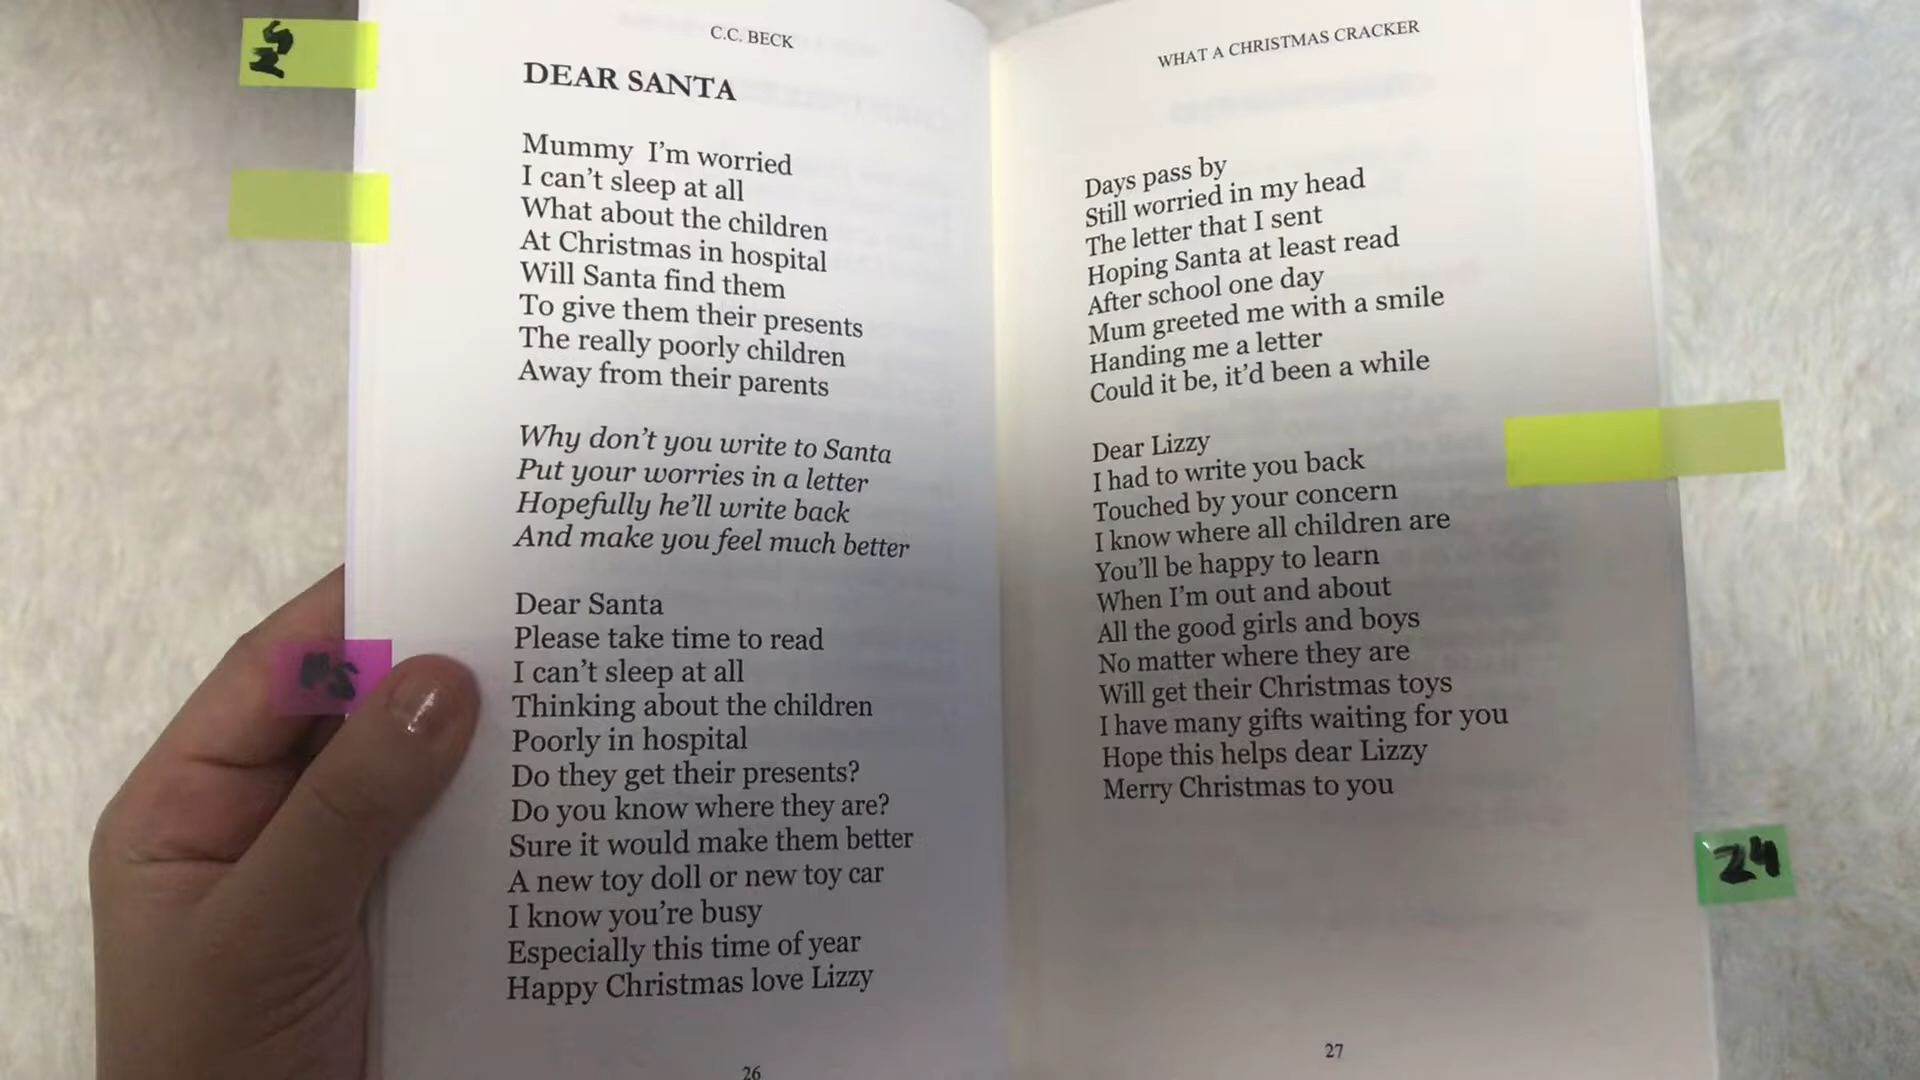 C.C. BECK
DEAR SANTA
Mummy I'm worried
I can't sleep at all
What about the children
At Christmas in hospital
Will Santa find them
To give them their presents
The really poorly children
Away from their parents
Why don't you write to Santa
Put your worries in a letter
Hopefully he'll write back
And make you feel much better
Dear Santa
Please take time to read
I can't sleep at all
Thinking about the children
Poorly in hospital
Do they get their presents?
Do you know where they are?
Sure it would make them better
A new toy doll or new toy car
I know you're busy
Especially this time of year
Happy Christmas love Lizzy
26
WHAT A CHRISTMAS CRACKER
Days pass by
Still worried in my head
The letter that I sent
Hoping Santa at least read
After school one day
Mum greeted me with a smile
Handing me a letter
Could it be, it'd been a while
Dear Lizzy
I had to write you back
Touched by your concern
I know where all children are
You'll be happy to learn
When I'm out and about
All the good girls and boys
No matter where they are
Will get their Christmas toys
I have many gifts waiting for you
Hope this helps dear Lizzy
Merry Christmas to you
24
27